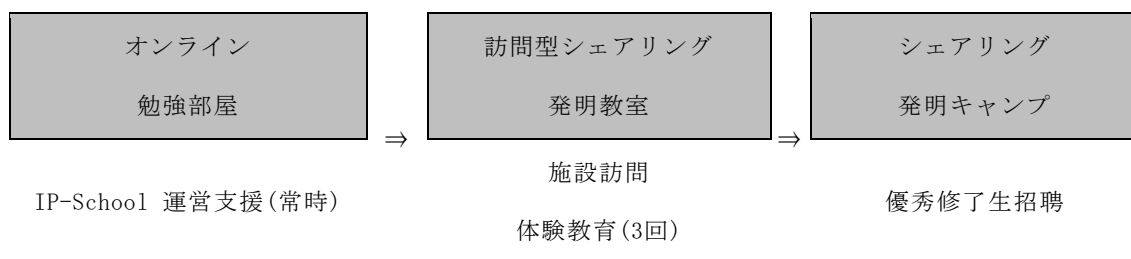 オンライン
勉強部屋
⇒
訪問型シェアリング
発明教室
⇒
シェアリング
発明キャンプ
IP-School 運営支援(常時)
施設訪問
体験教育(3回)
優秀修了生招聘